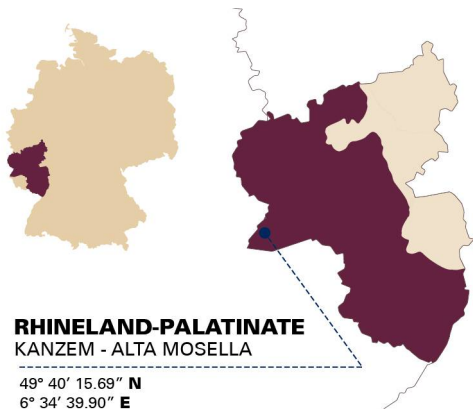 RHINELAND-PALATINATE
KANZEM - ALTA MOSELLA
49° 40’ 15.69” N
6° 34’ 39.90” E